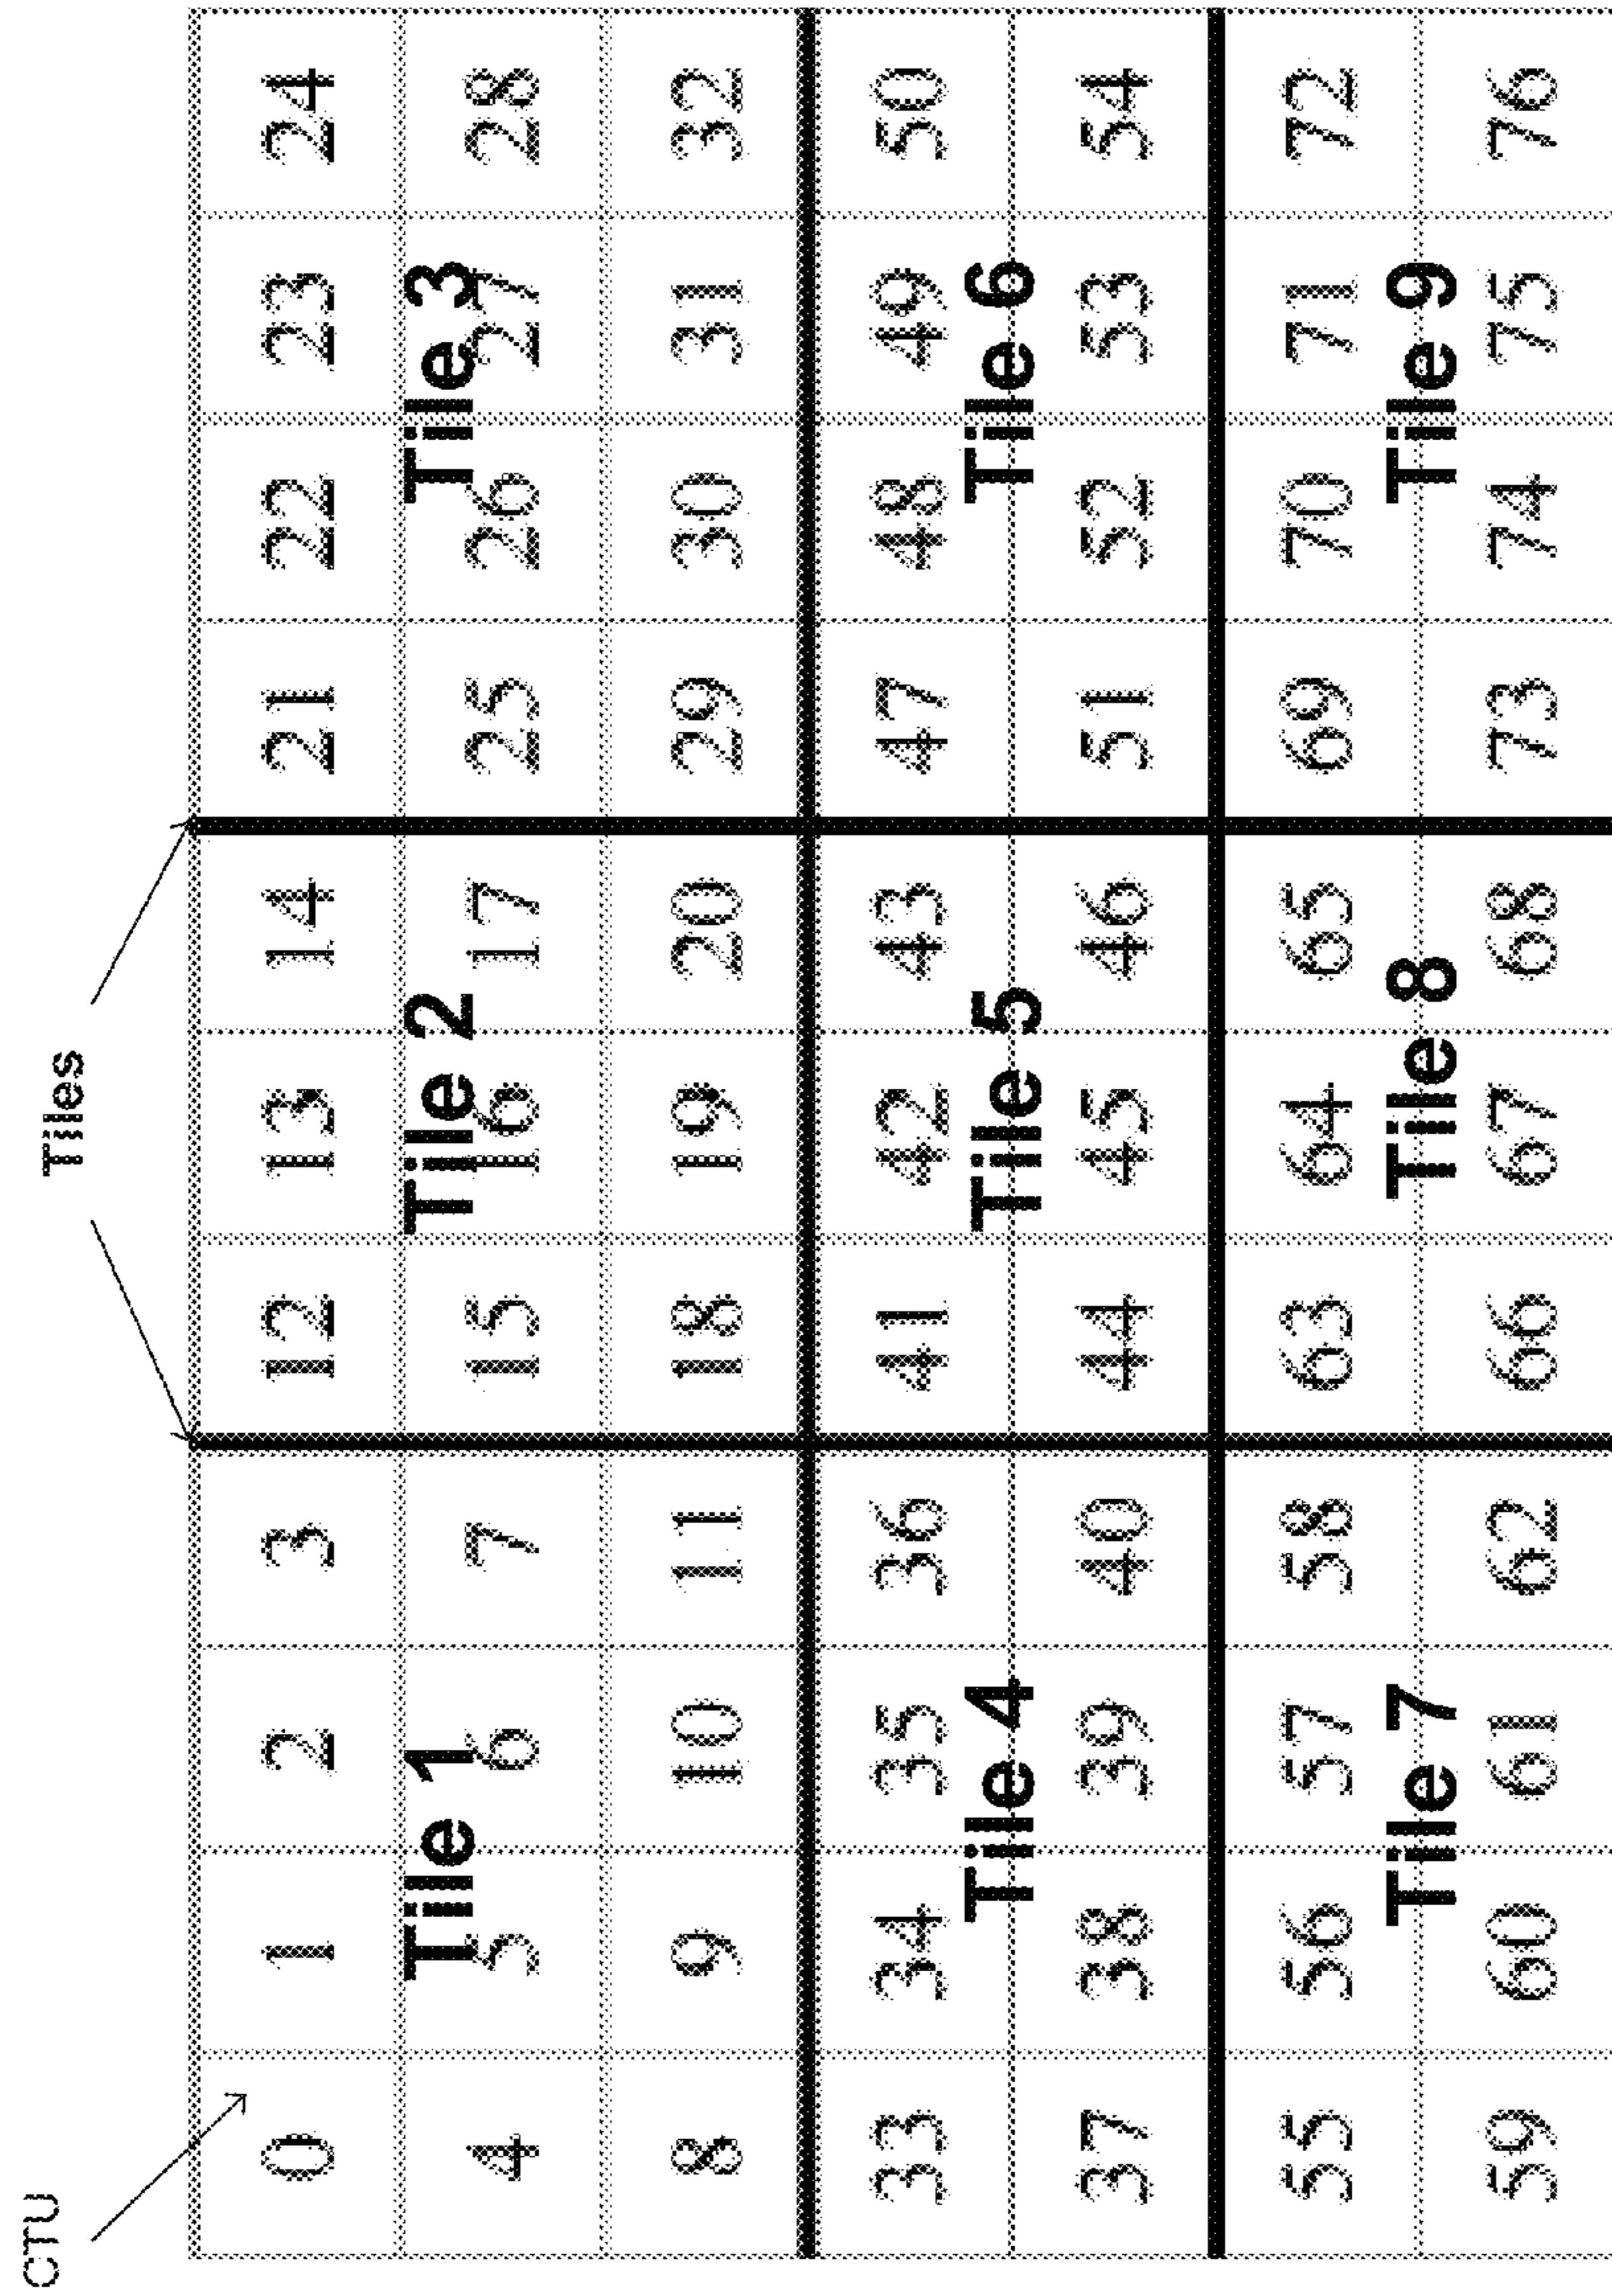 CTU
Tiles
0 1 2 3 12 13 14 21 22 23 24
Tile 1 Tile 2 Tile 3
4 5 6 7 15 16 17 25 26 27 28
8 9 10 11 18 19 20 29 30 31 32
33 34 35 36 41 42 43 47 48 49 50
Tile 4 Tile 5 Tile 6
37 38 39 40 44 45 46 51 52 53 54
55 56 57 58 63 64 65 69 70 71 72
Tile 7 Tile 8 Tile 9
59 60 61 62 66 67 68 73 74 75 76